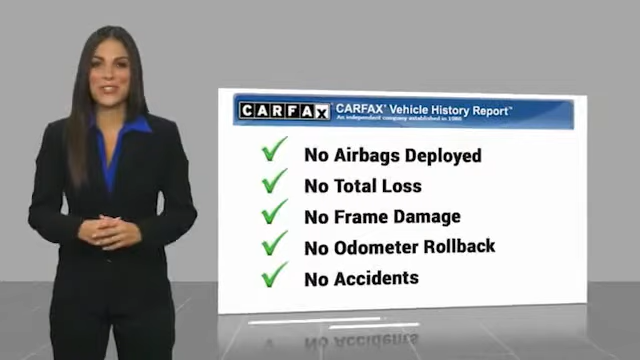 CARFAX CARFAX® Vehicle History Report™
An independent company established in 1986
No Airbags Deployed
No Total Loss
No Frame Damage
No Odometer Rollback
No Accidents